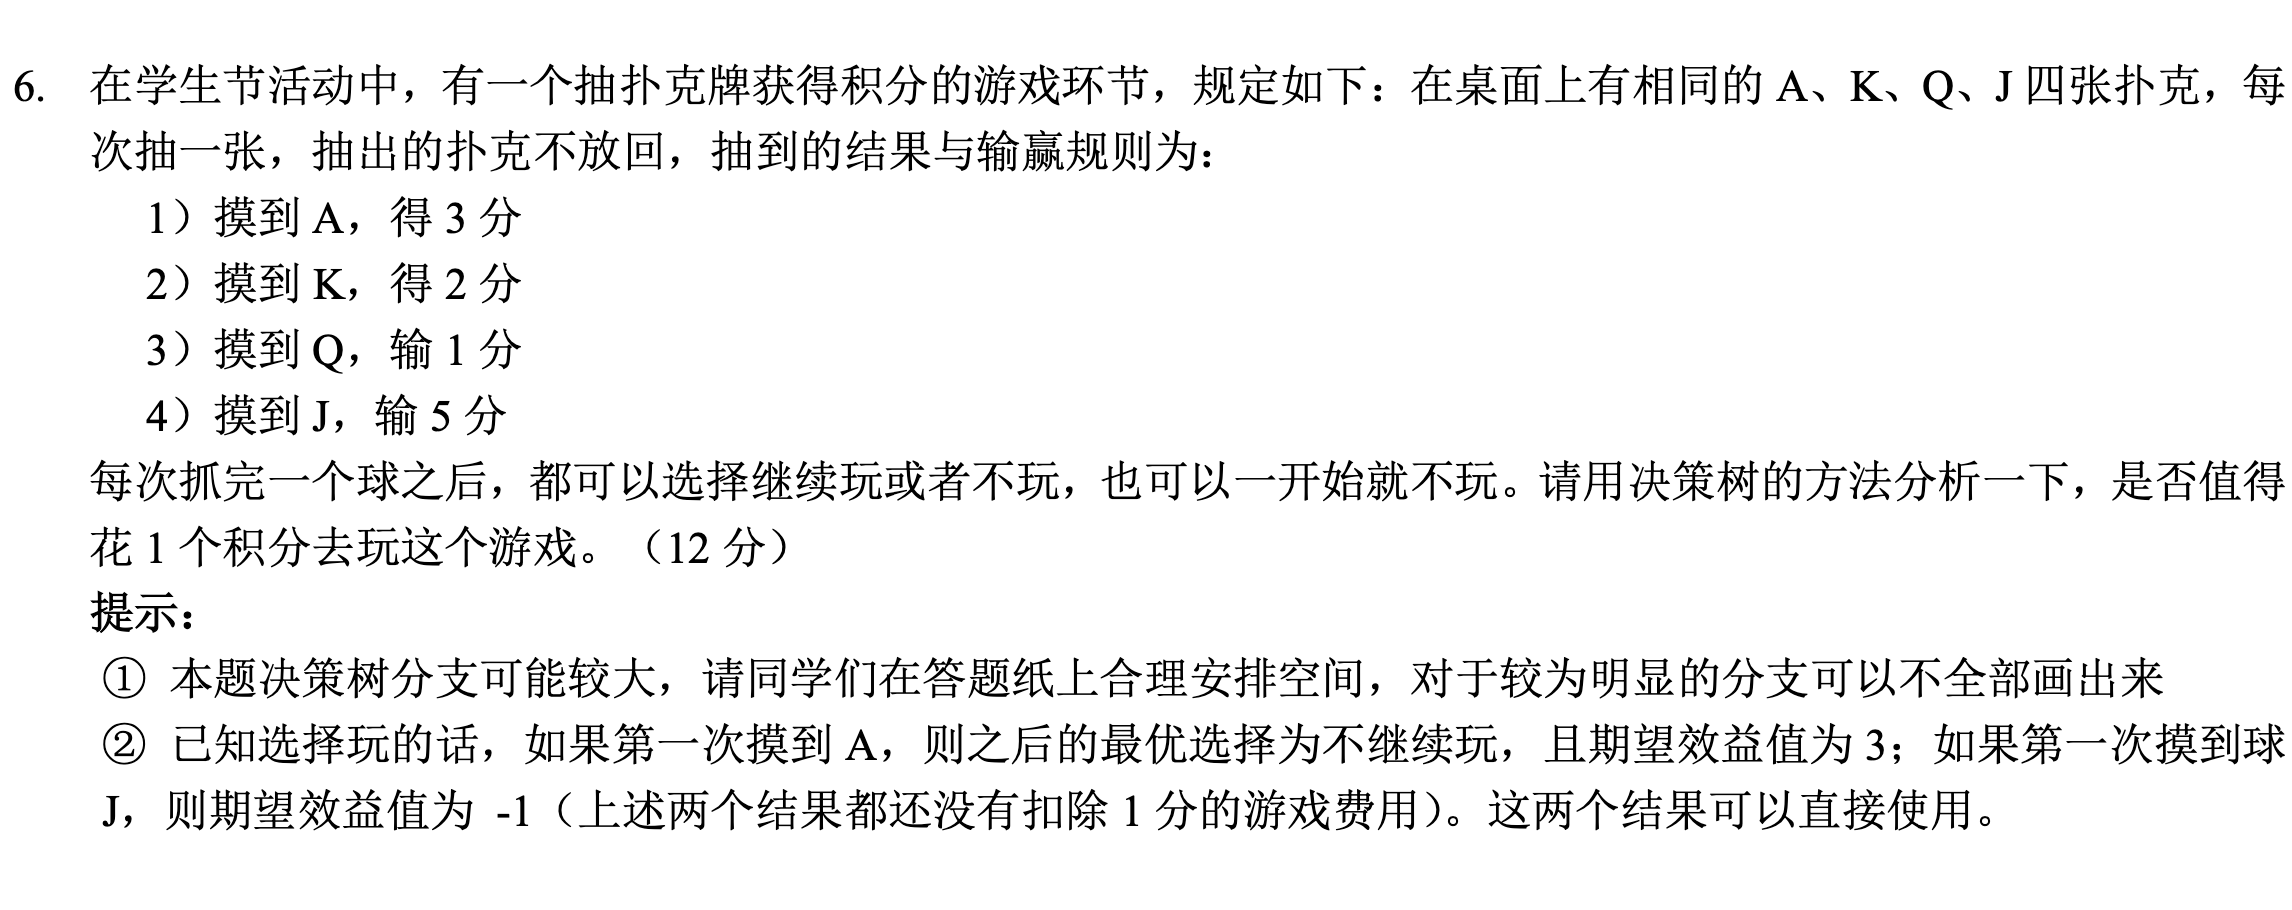 6. 在学生节活动中，有一个抽扑克牌获得积分的游戏环节，规定如下：在桌面上有相同的 A、K、Q、J 四张扑克，每
次抽一张，抽出的扑克不放回，抽到的结果与输赢规则为：
1）摸到 A，得 3 分
2）摸到 K，得 2 分
3）摸到 Q，输 1 分
4）摸到 J，输 5 分
每次抓完一个球之后，都可以选择继续玩或者不玩，也可以一开始就不玩。请用决策树的方法分析一下，是否值得
花 1 个积分去玩这个游戏。（12 分）
提示：
① 本题决策树分支可能较大，请同学们在答题纸上合理安排空间，对于较为明显的分支可以不全部画出来
② 已知选择玩的话，如果第一次摸到 A，则之后的最优选择为不继续玩，且期望效益值为 3；如果第一次摸到球
J，则期望效益值为 -1（上述两个结果都还没有扣除 1 分的游戏费用）。这两个结果可以直接使用。